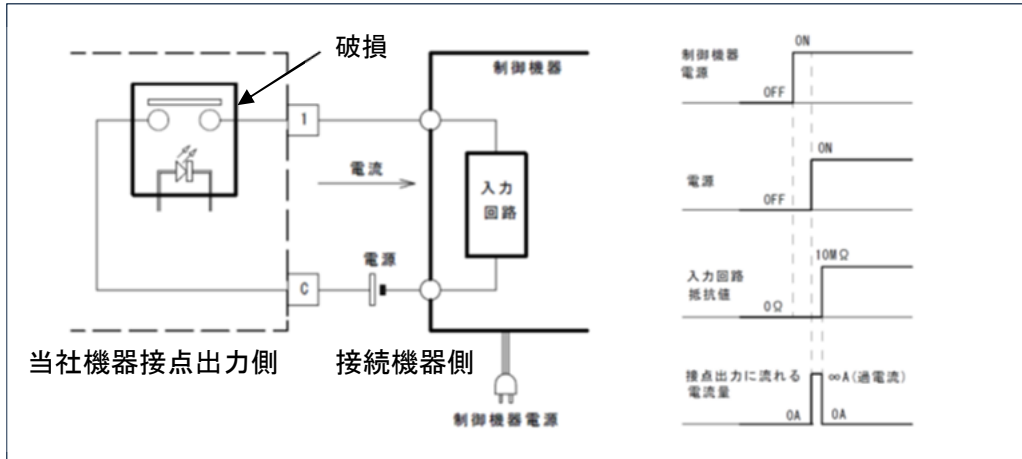 破損
1
電流
C
電源
制御機器
入力
回路
当社機器接点出力側
接続機器側
制御機器電源
制御機器
電源
ON
OFF
電源
ON
OFF
入力回路
抵抗値
10MΩ
0Ω
接点出力に流れる
電流量
∞A(過電流)
0A
0A